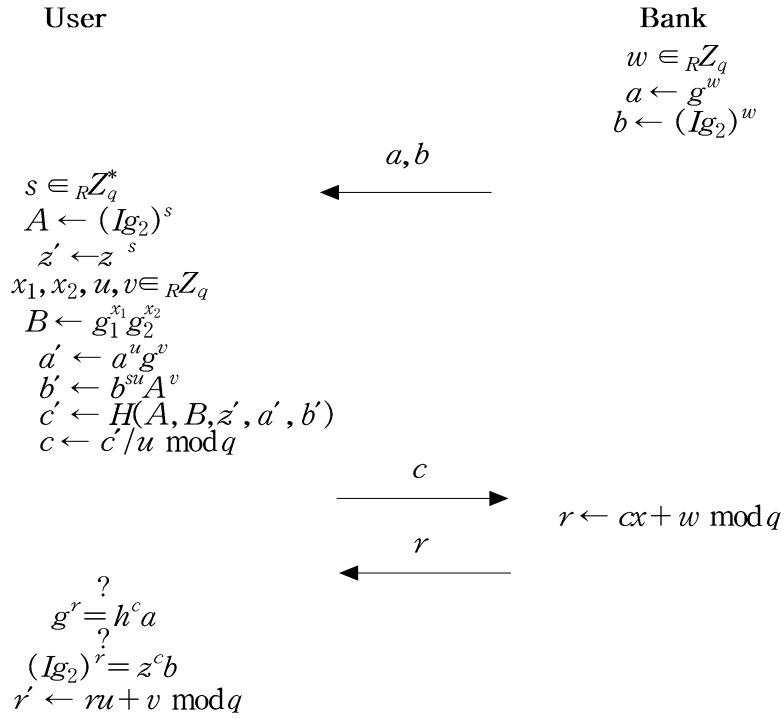 User Bank
w ∈ _R Z_q
a ← g^w
b ← (Ig_2)^w
a, b
s ∈ _R Z_q^*
A ← (Ig_2)^s
z′ ← z ^s
x_1, x_2, u, v ∈ _R Z_q
B ← g_1^{x_1} g_2^{x_2}
a′ ← a^u g^v
b′ ← b^{su} A^v
c′ ← H(A, B, z′, a′, b′)
c ← c′/u mod q
c
r ← cx + w mod q
r
?
g^r = h^c a
?
(Ig_2)^r = z^c b
r′ ← ru + v mod q